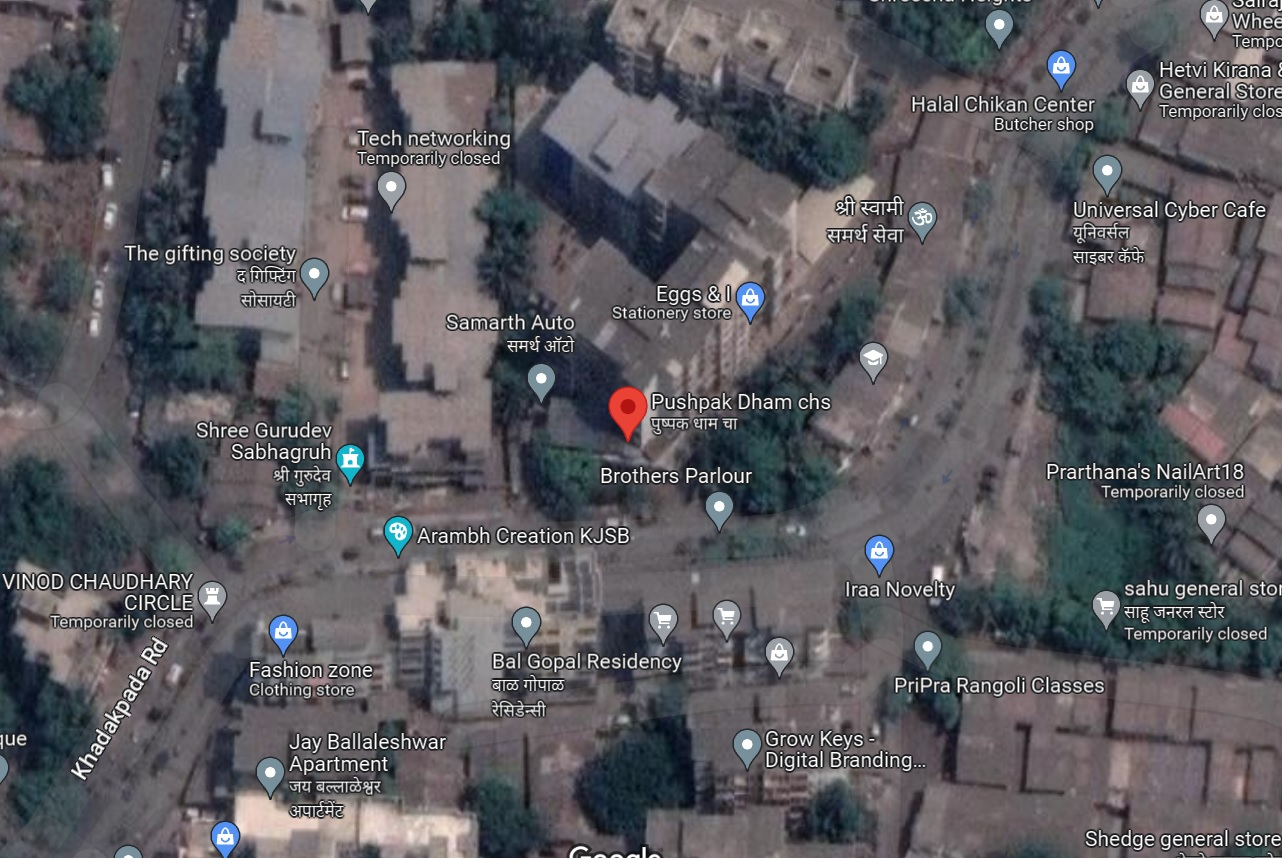 Wheel
Tempo
Halal Chikan Center
Butcher shop
Hetvi Kirana &
General Store
Temporarily clos
Tech networking
Temporarily closed
श्री स्वामी
समर्थ सेवा
Universal Cyber Cafe
यूनिवर्सल
साइबर कॅफे
The gifting society
द गिफ्टिंग
सोसायटी
Eggs & I
Stationery store
Samarth Auto
समर्थ ऑटो
Pushpak Dham chs
पुष्पक धाम चा
Shree Gurudev
Sabhagruh
श्री गुरुदेव
सभागृह
Brothers Parlour
Prarthana's NailArt18
Temporarily closed
Arambh Creation KJSB
VINOD CHAUDHARY
CIRCLE
Temporarily closed
Iraa Novelty
sahu general stor
साहू जनरल स्टोर
Temporarily closed
Fashion zone
Clothing store
Khadakpada Rd
Bal Gopal Residency
बाळ गोपाळ
रेसिडेन्सी
PriPra Rangoli Classes
que
Jay Ballaleshwar
Apartment
जय बल्लाळेश्वर
अपार्टमेंट
Grow Keys -
Digital Branding...
Shedge general store
Google